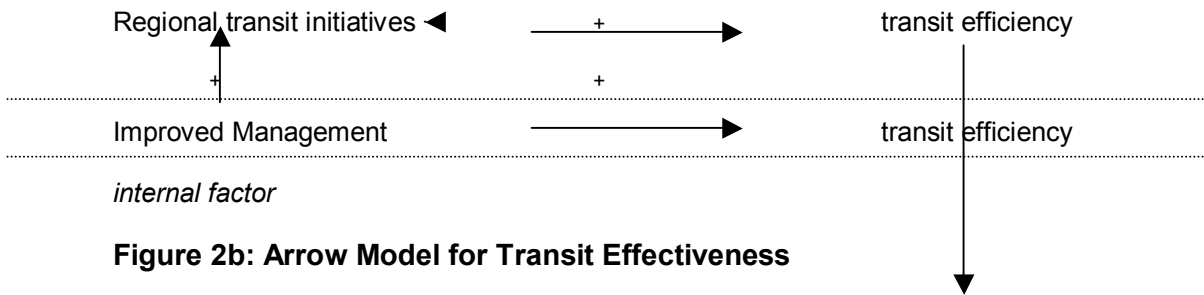 Regional transit initiatives + transit efficiency
+ +
Improved Management transit efficiency
internal factor
Figure 2b: Arrow Model for Transit Effectiveness